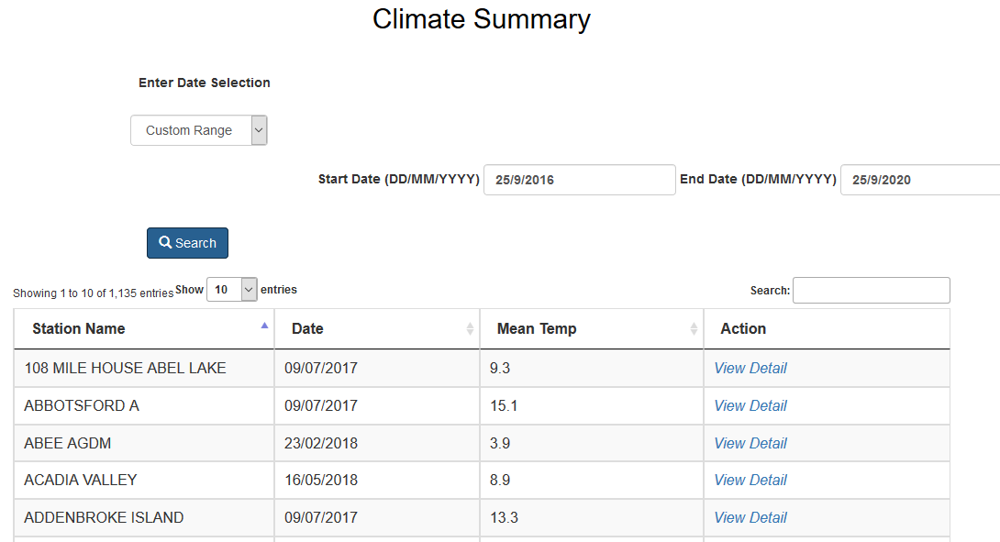 Climate Summary
Enter Date Selection
Custom Range
Start Date (DD/MM/YYYY) 25/9/2016 End Date (DD/MM/YYYY) 25/9/2020
Search
Showing 1 to 10 of 1,135 entries Show 10 entries Search:
Station Name Date Mean Temp Action
108 MILE HOUSE ABEL LAKE 09/07/2017 9.3 View Detail
ABBOTSFORD A 09/07/2017 15.1 View Detail
ABEE AGDM 23/02/2018 3.9 View Detail
ACADIA VALLEY 16/05/2018 8.9 View Detail
ADDENBROKE ISLAND 09/07/2017 13.3 View Detail